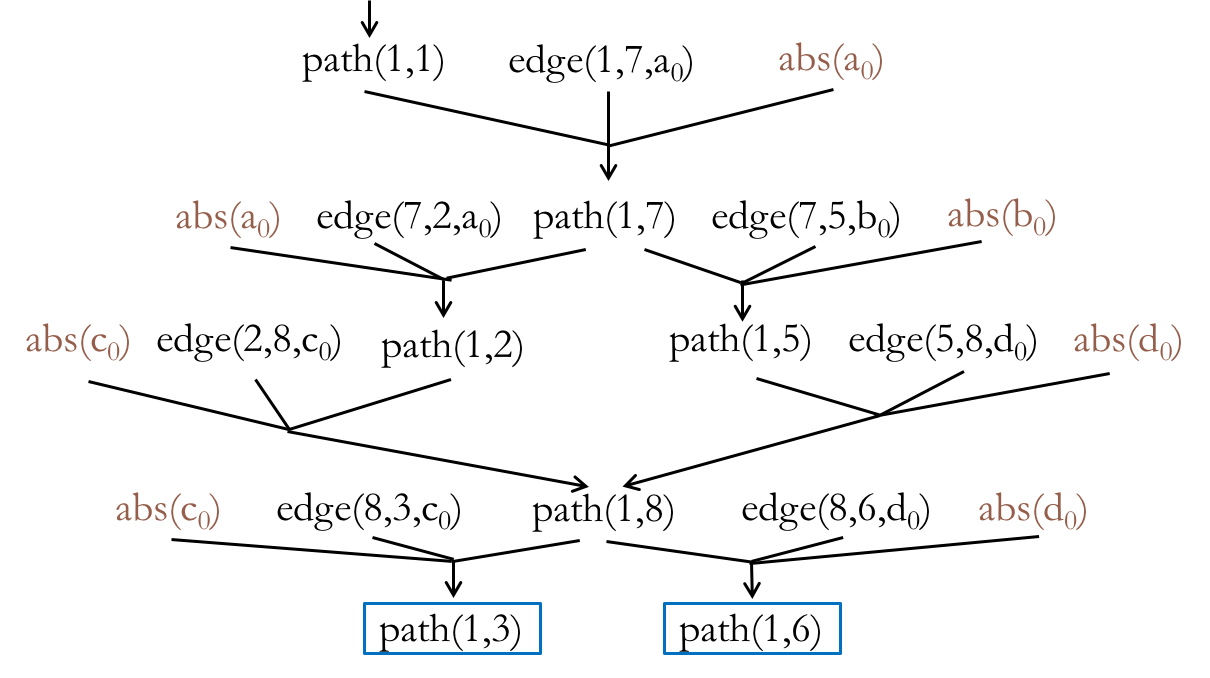 path(1,1) edge(1,7,a₀) abs(a₀)
abs(a₀) edge(7,2,a₀) path(1,7) edge(7,5,b₀) abs(b₀)
abs(c₀) edge(2,8,c₀) path(1,2) path(1,5) edge(5,8,d₀) abs(d₀)
abs(c₀) edge(8,3,c₀) path(1,8) edge(8,6,d₀) abs(d₀)
path(1,3) path(1,6)